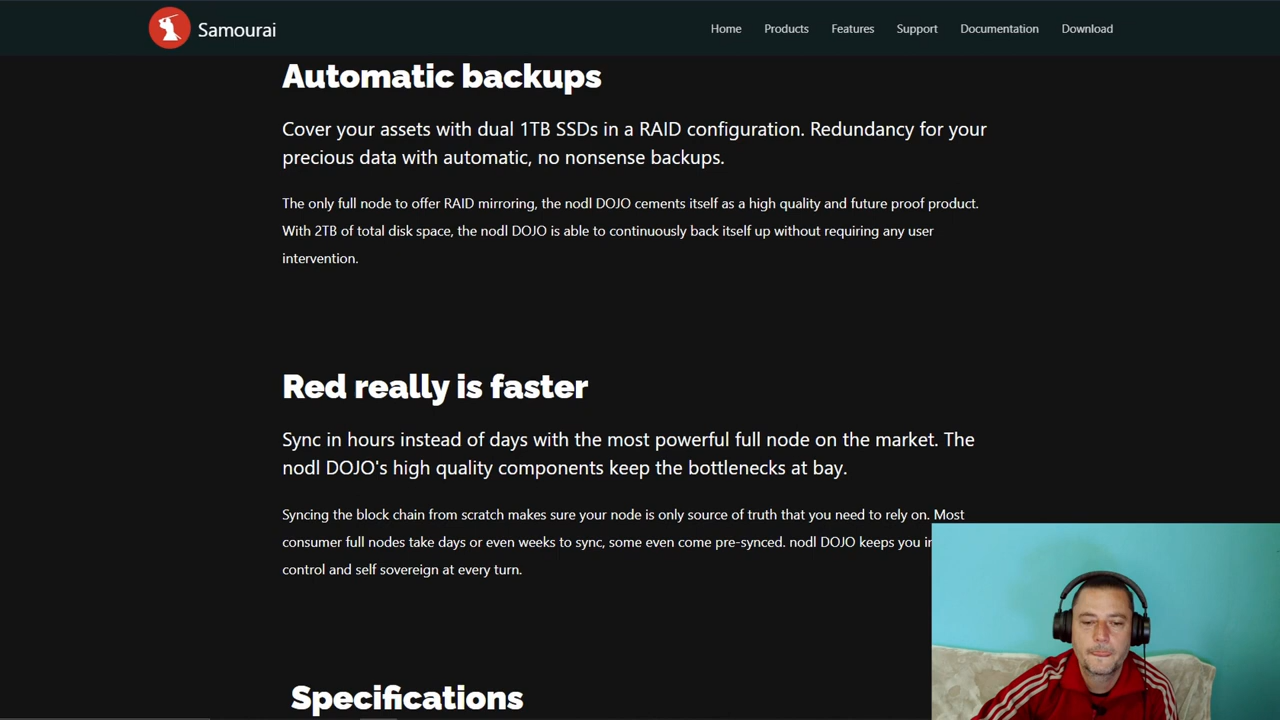 Samourai
Home Products Features Support Documentation Download
Automatic backups
Cover your assets with dual 1TB SSDs in a RAID configuration. Redundancy for your
precious data with automatic, no nonsense backups.
The only full node to offer RAID mirroring, the nodl DOJO cements itself as a high quality and future proof product.
With 2TB of total disk space, the nodl DOJO is able to continuously back itself up without requiring any user
intervention.
Red really is faster
Sync in hours instead of days with the most powerful full node on the market. The
nodl DOJO's high quality components keep the bottlenecks at bay.
Syncing the block chain from scratch makes sure your node is only source of truth that you need to rely on. Most
consumer full nodes take days or even weeks to sync, some even come pre-synced. nodl DOJO keeps you in
control and self sovereign at every turn.
Specifications